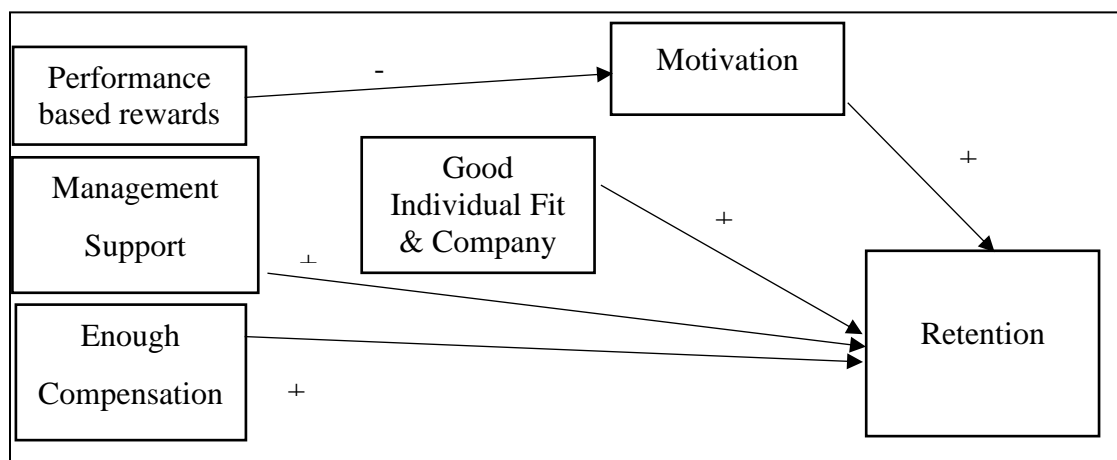 Performance
based rewards
-
Motivation
+
Management
Support
+
Good
Individual Fit
& Company
+
Enough
Compensation
+
Retention